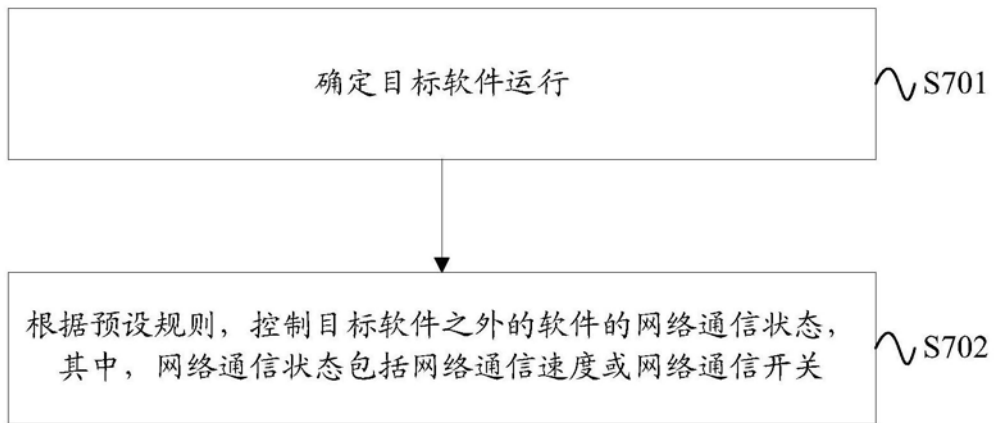 确定目标软件运行
S701
根据预设规则，控制目标软件之外的软件的网络通信状态，
其中，网络通信状态包括网络通信速度或网络通信开关
S702